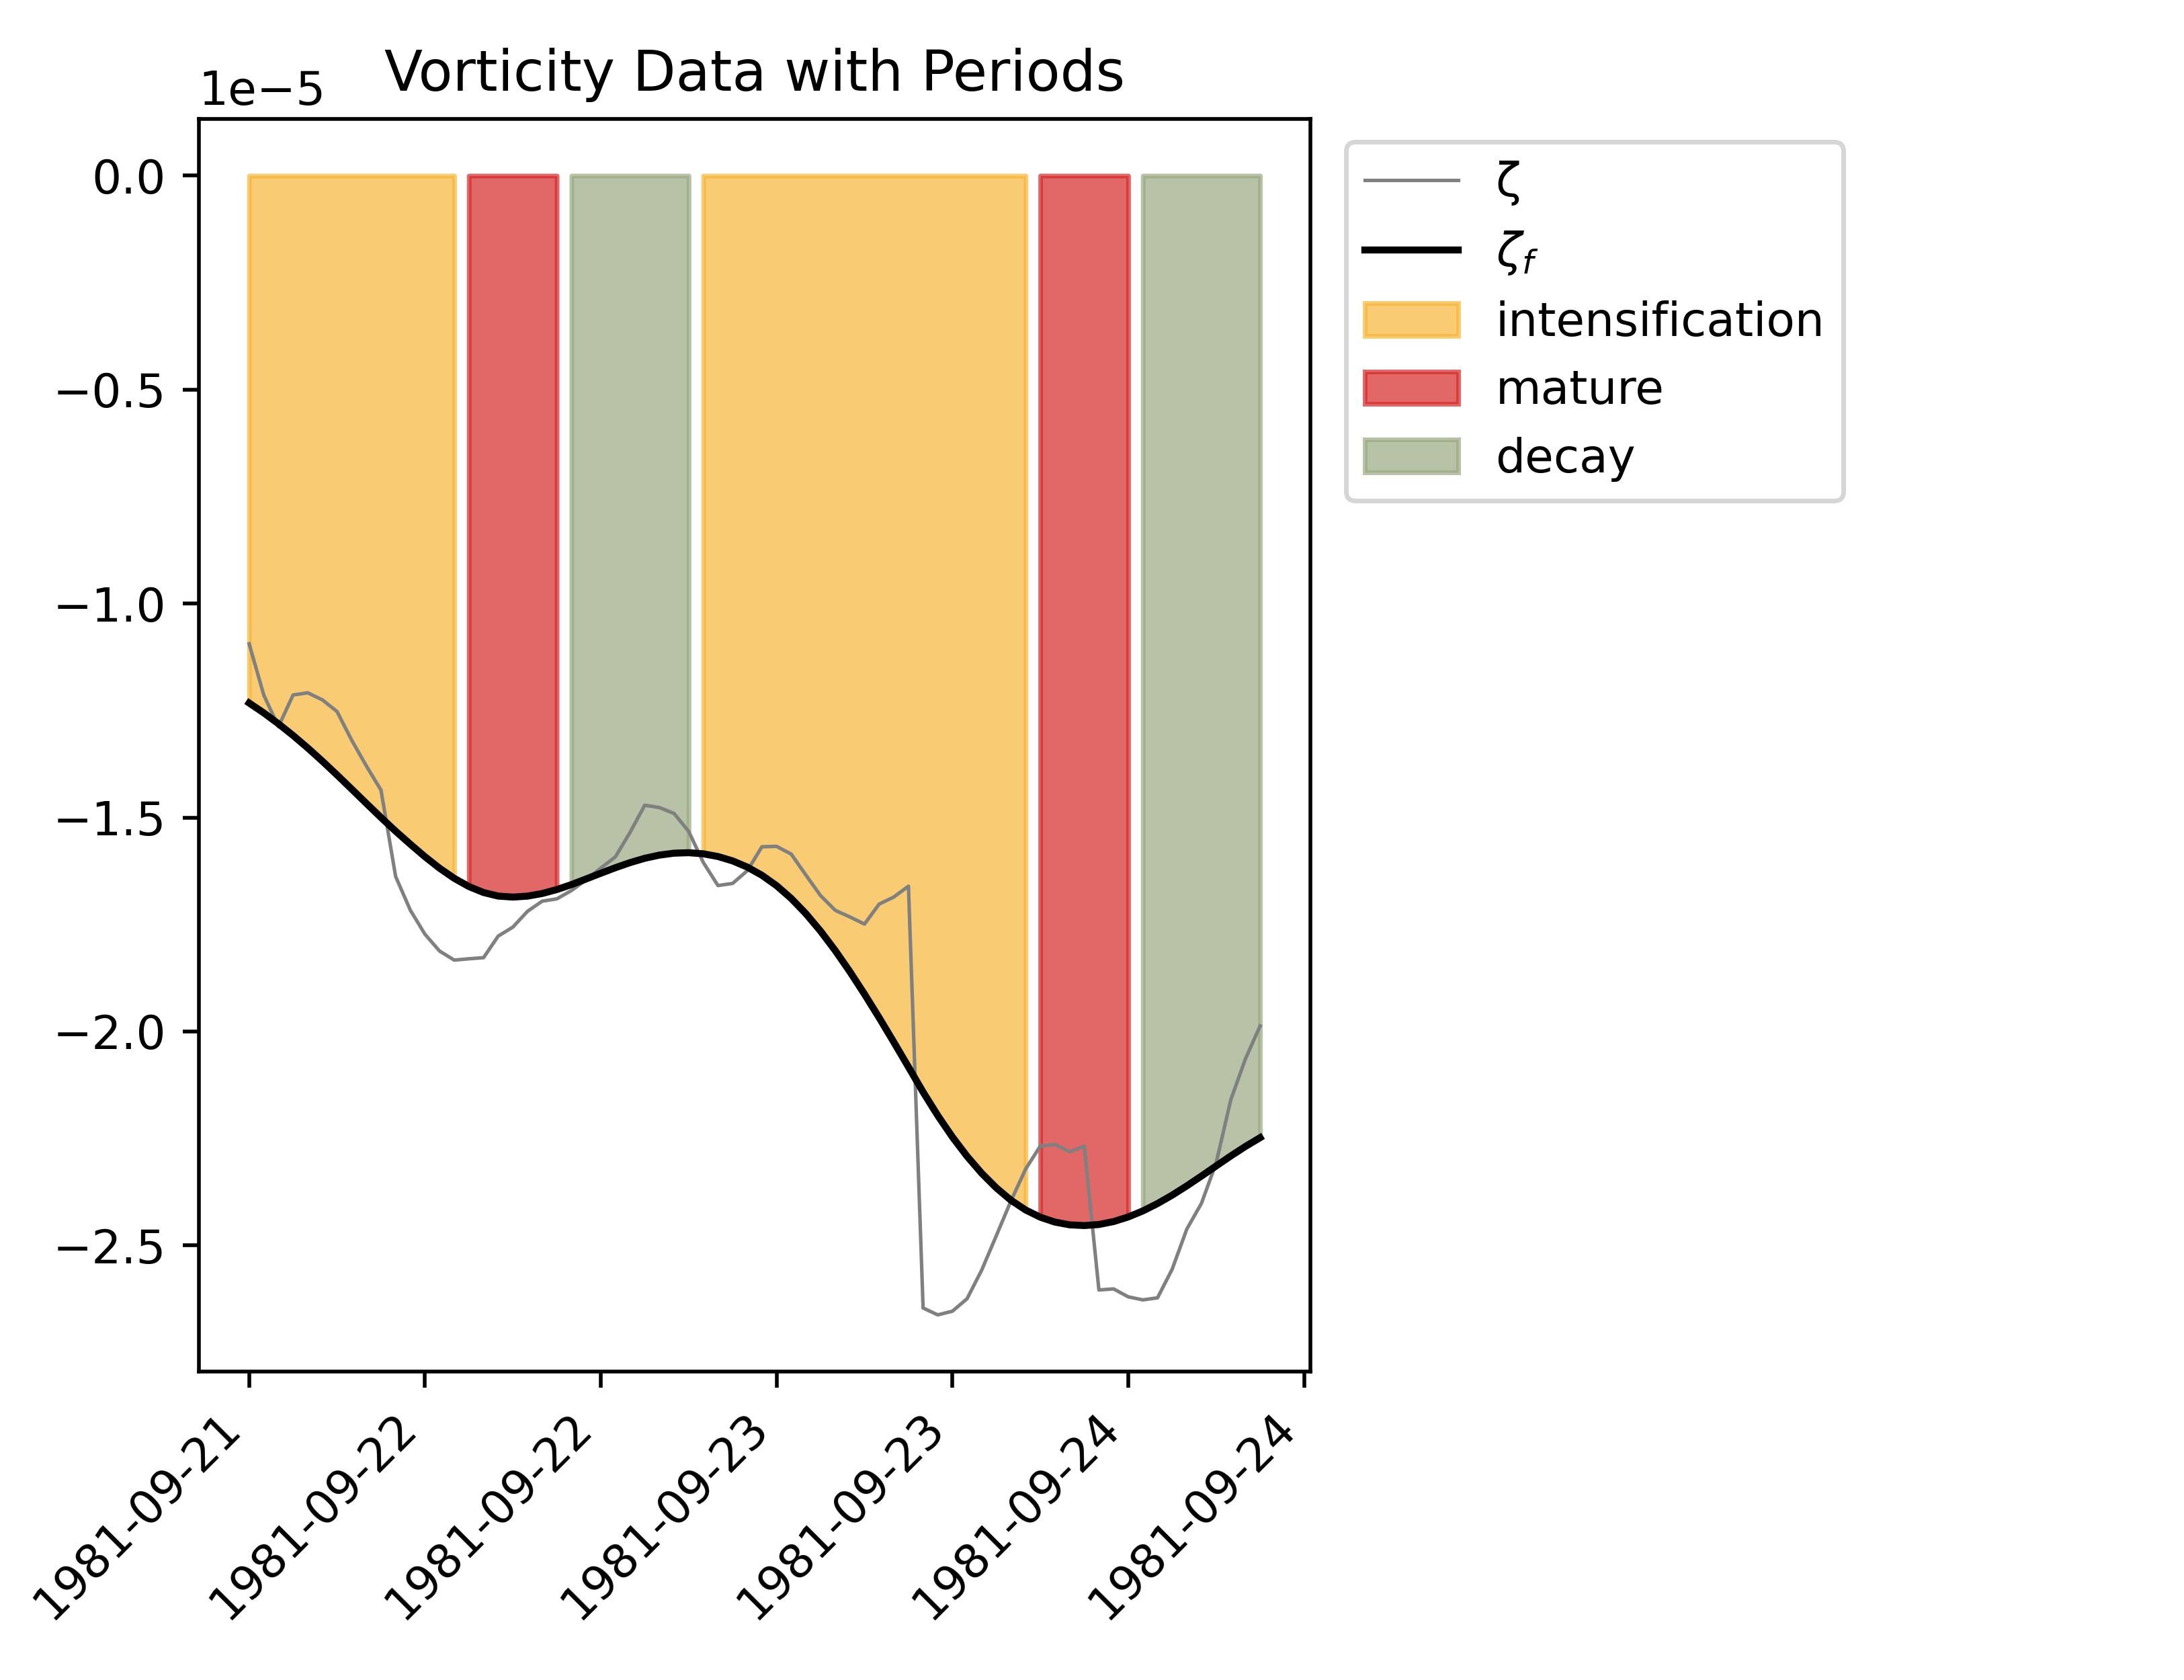 Vorticity Data with Periods
1e−5
0.0
−0.5
−1.0
−1.5
−2.0
−2.5
1981-09-21
1981-09-22
1981-09-22
1981-09-23
1981-09-23
1981-09-24
1981-09-24
ζ
ζf
intensification
mature
decay